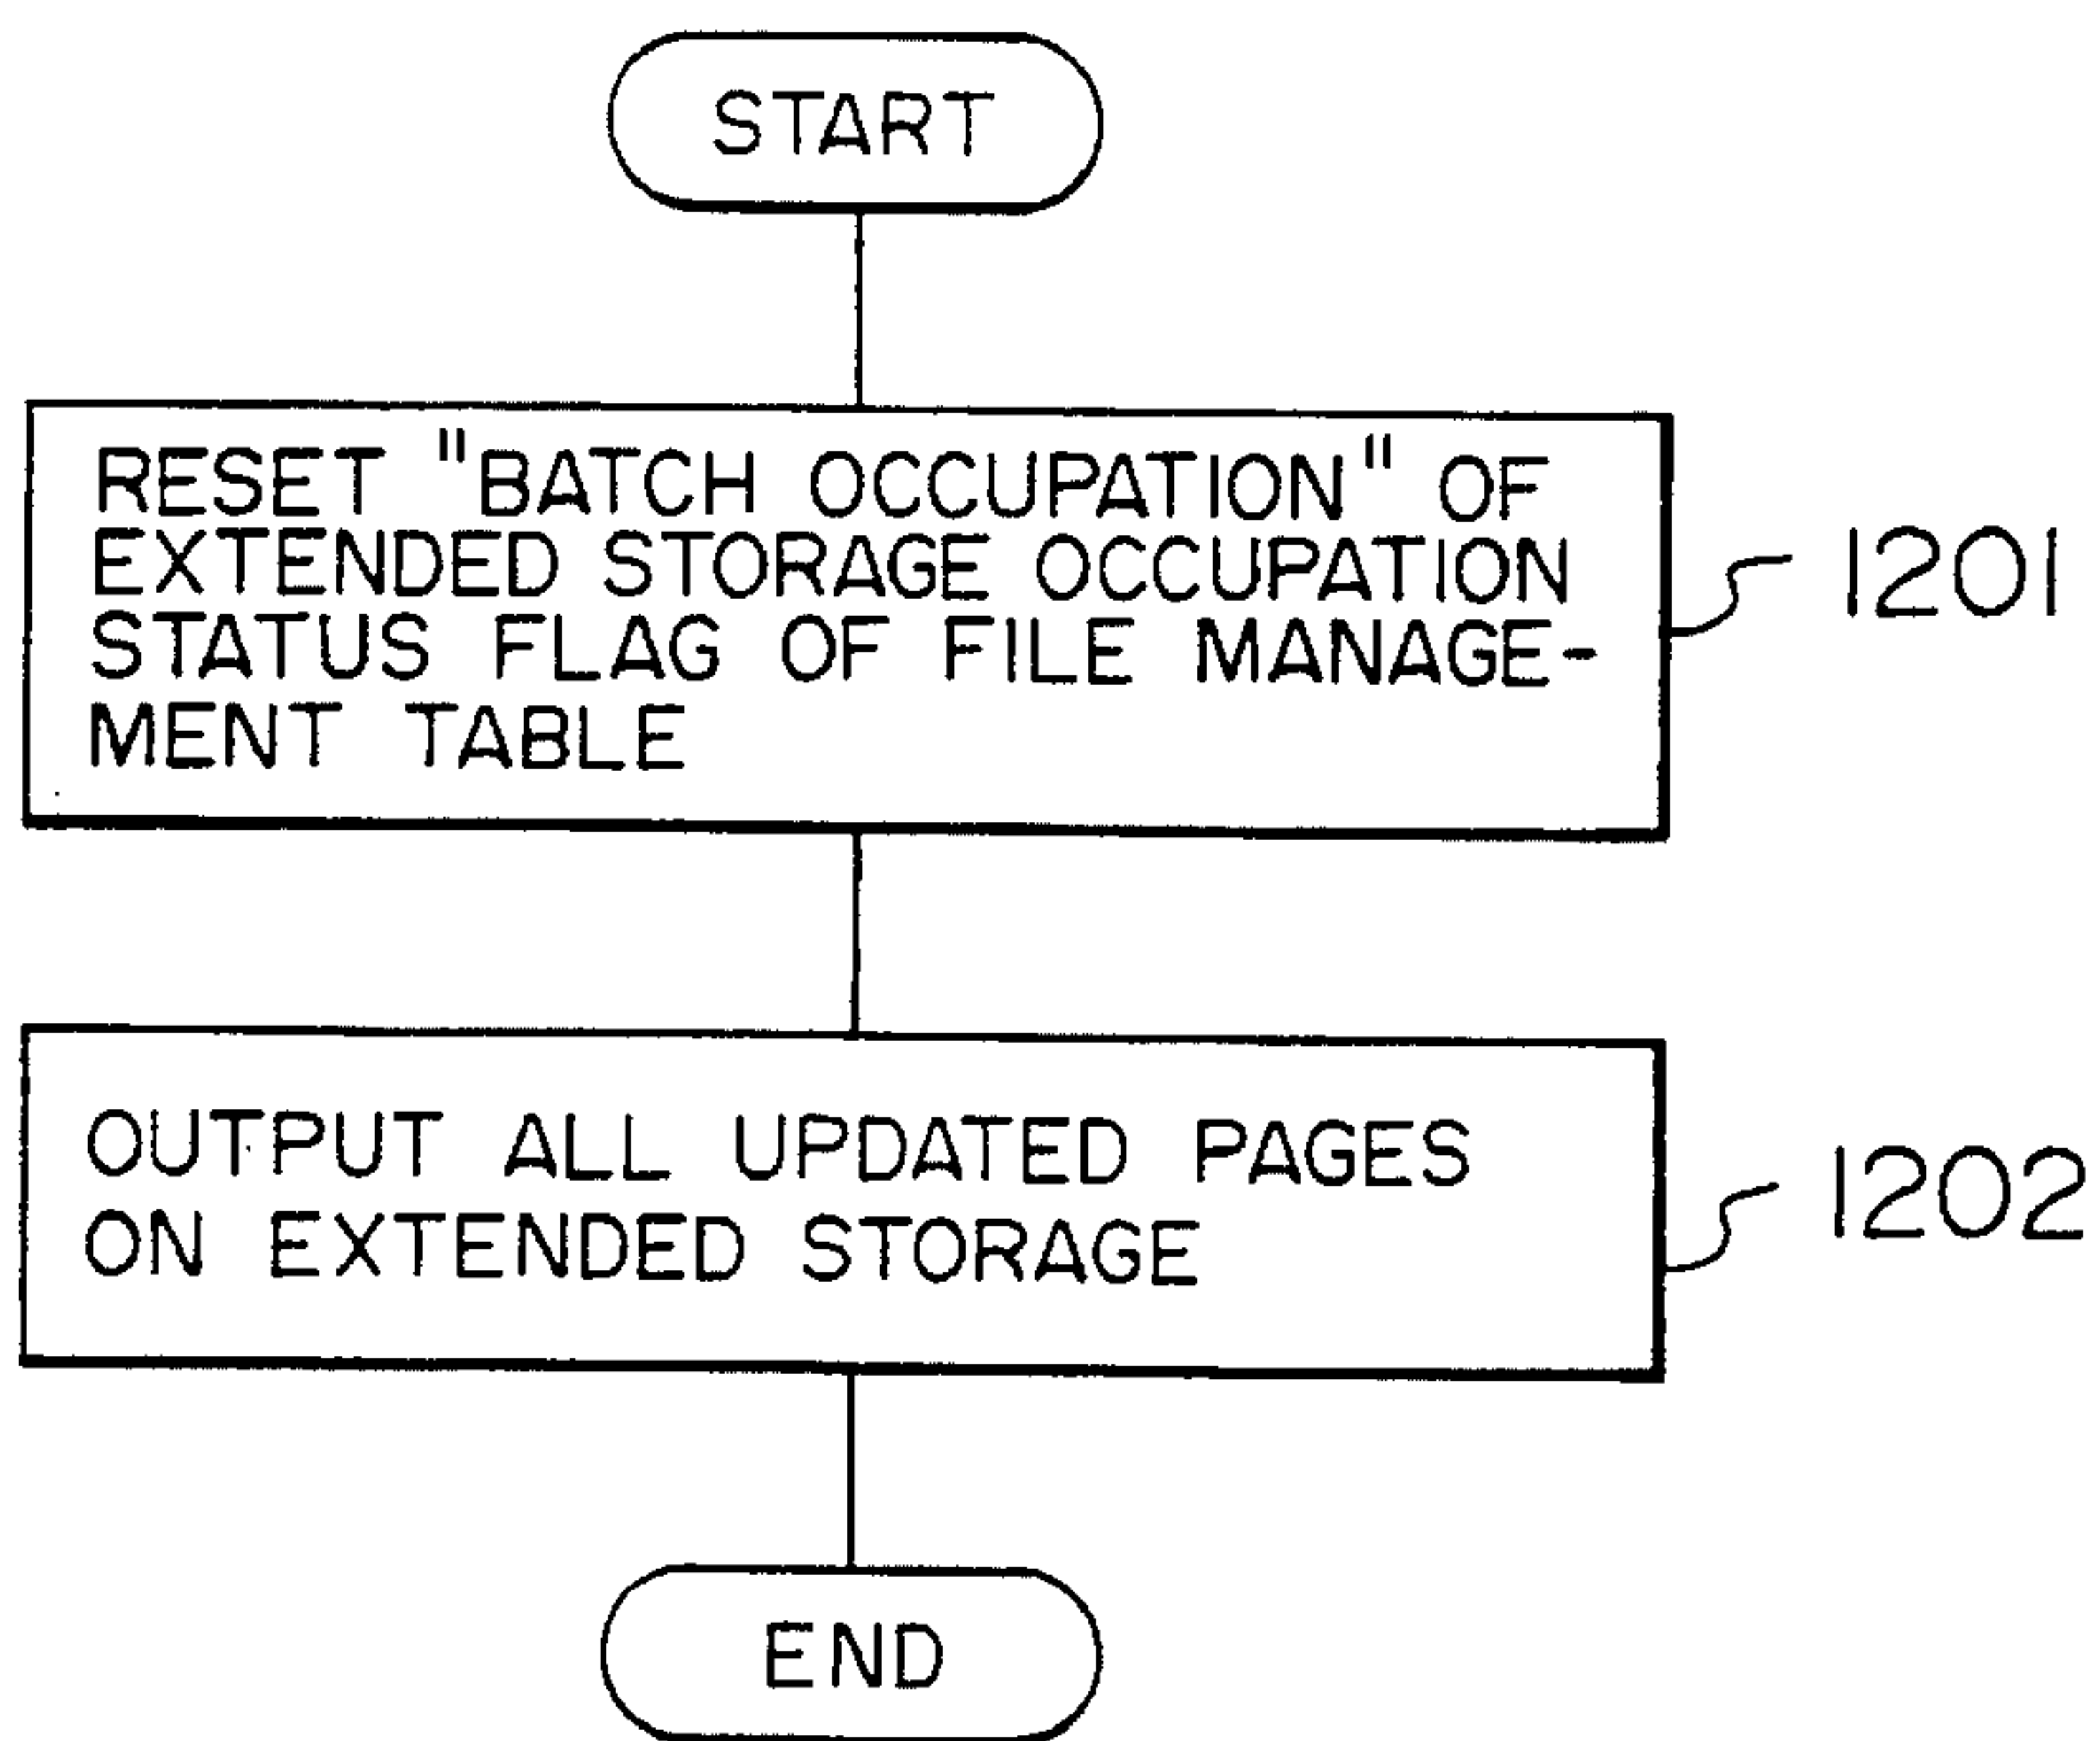 START
RESET "BATCH OCCUPATION" OF
EXTENDED STORAGE OCCUPATION
STATUS FLAG OF FILE MANAGE-
MENT TABLE
1201
OUTPUT ALL UPDATED PAGES
ON EXTENDED STORAGE
1202
END